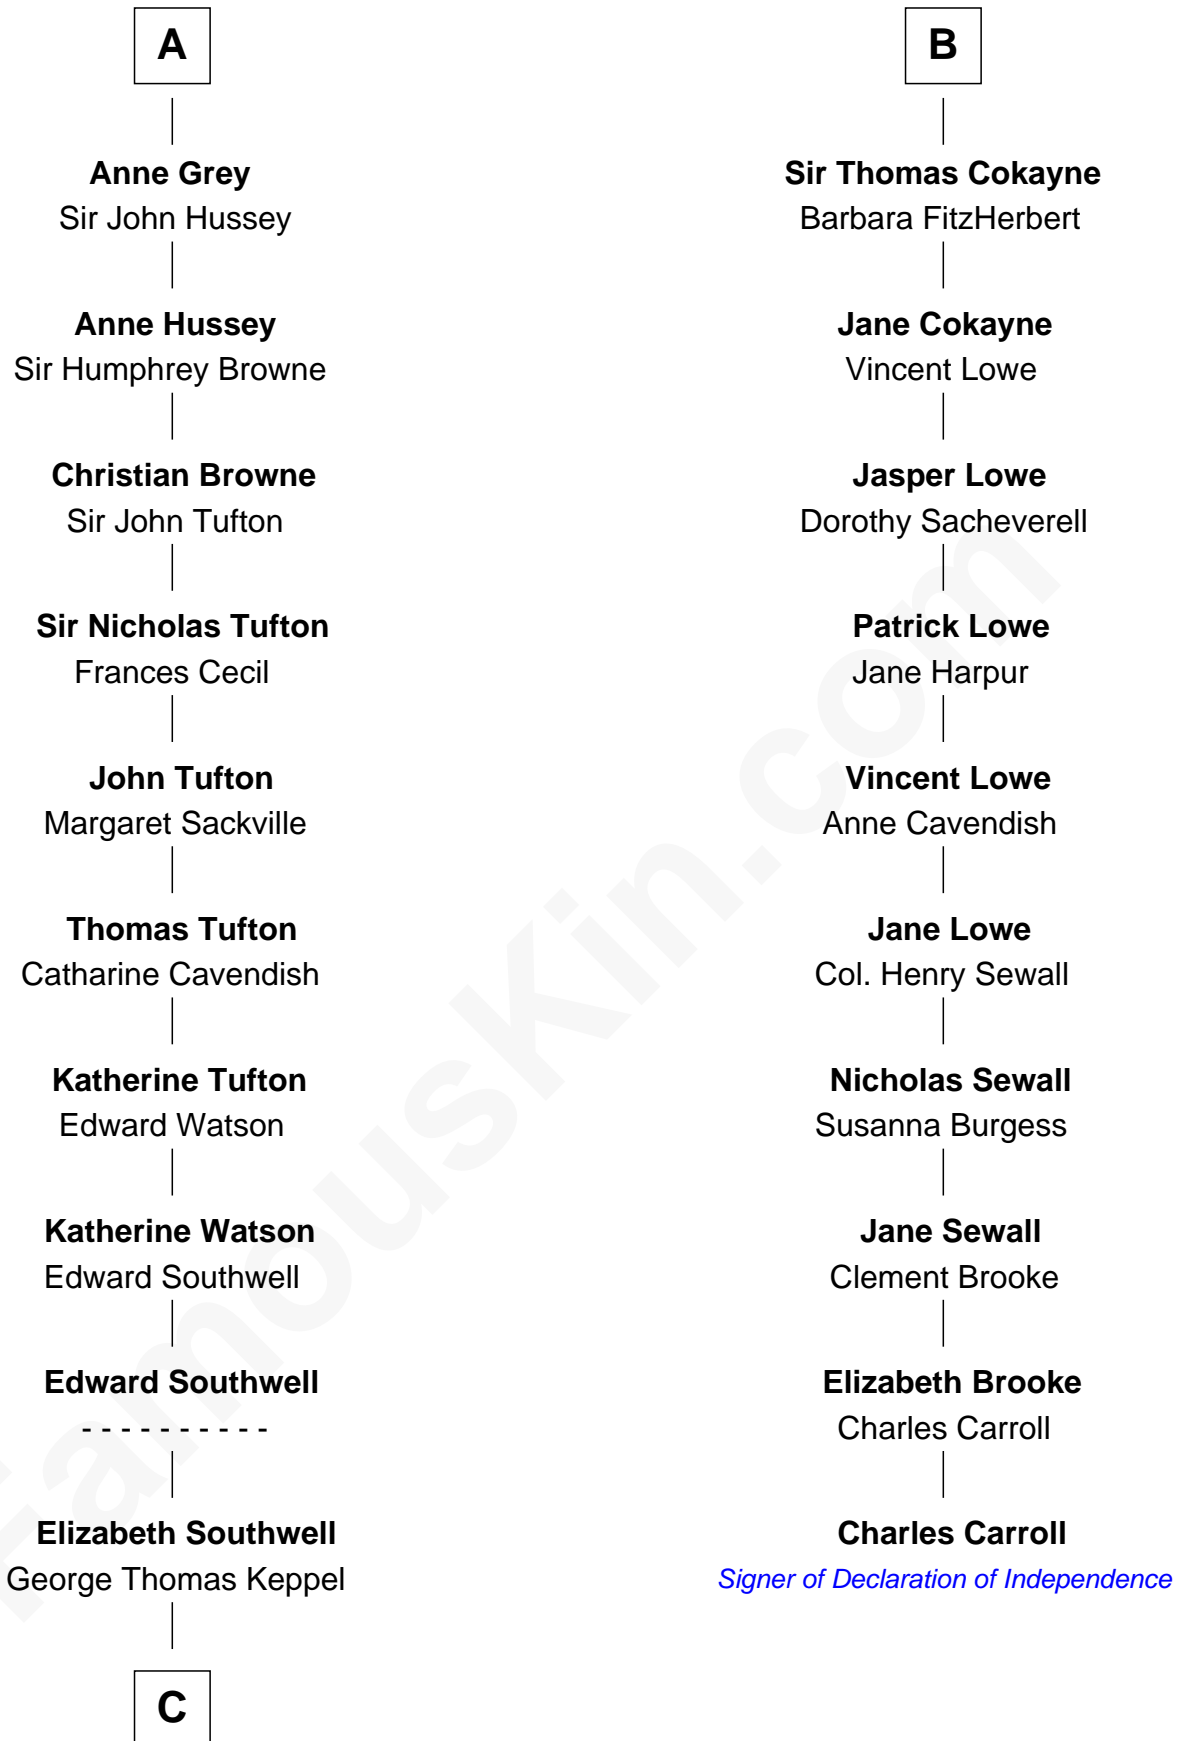 A
Anne Grey
Sir John Hussey
Anne Hussey
Sir Humphrey Browne
Christian Browne
Sir John Tufton
Sir Nicholas Tufton
Frances Cecil
John Tufton
Margaret Sackville
Thomas Tufton
Catharine Cavendish
Katherine Tufton
Edward Watson
Katherine Watson
Edward Southwell
Edward Southwell
- - - - - - - - - -
Elizabeth Southwell
George Thomas Keppel
C
B
Sir Thomas Cokayne
Barbara FitzHerbert
Jane Cokayne
Vincent Lowe
Jasper Lowe
Dorothy Sacheverell
Patrick Lowe
Jane Harpur
Vincent Lowe
Anne Cavendish
Jane Lowe
Col. Henry Sewall
Nicholas Sewall
Susanna Burgess
Jane Sewall
Clement Brooke
Elizabeth Brooke
Charles Carroll
Charles Carroll
Signer of Declaration of Independence
FamousKin.com